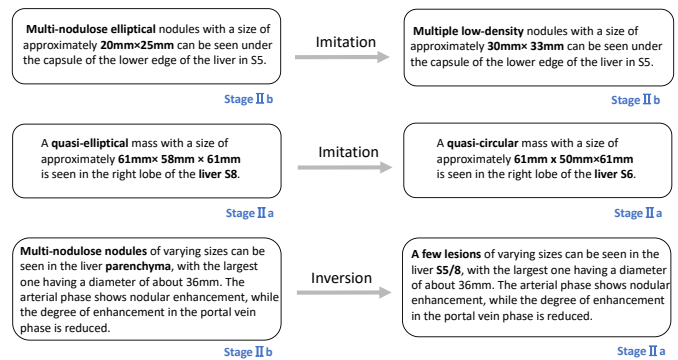 Multi-nodulose elliptical nodules with a size of
approximately 20mm×25mm can be seen under
the capsule of the lower edge of the liver in S5.
Imitation
Multiple low-density nodules with a size of
approximately 30mm× 33mm can be seen under
the capsule of the lower edge of the liver in S5.
Stage Ⅱ b
Stage Ⅱ b
A quasi-elliptical mass with a size of
approximately 61mm× 58mm × 61mm
is seen in the right lobe of the liver S8.
Imitation
A quasi-circular mass with a size of
approximately 61mm x 50mm×61mm
is seen in the right lobe of the liver S6.
Stage Ⅱ a
Stage Ⅱ a
Multi-nodulose nodules of varying sizes can be
seen in the liver parenchyma, with the largest
one having a diameter of about 36mm. The
arterial phase shows nodular enhancement, while
the degree of enhancement in the portal vein
phase is reduced.
Inversion
A few lesions of varying sizes can be seen in the
liver S5/8, with the largest one having a diameter
of about 36mm. The arterial phase shows nodular
enhancement, while the degree of enhancement
in the portal vein phase is reduced.
Stage Ⅱ b
Stage Ⅱ a